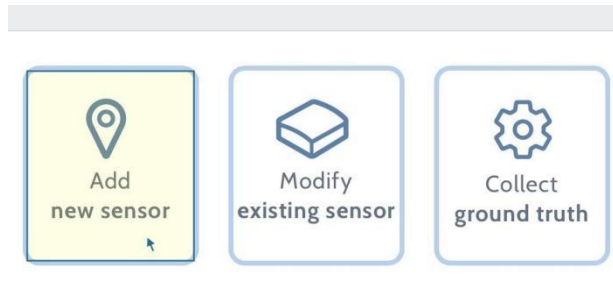 Add
new sensor
Modify
existing sensor
Collect
ground truth